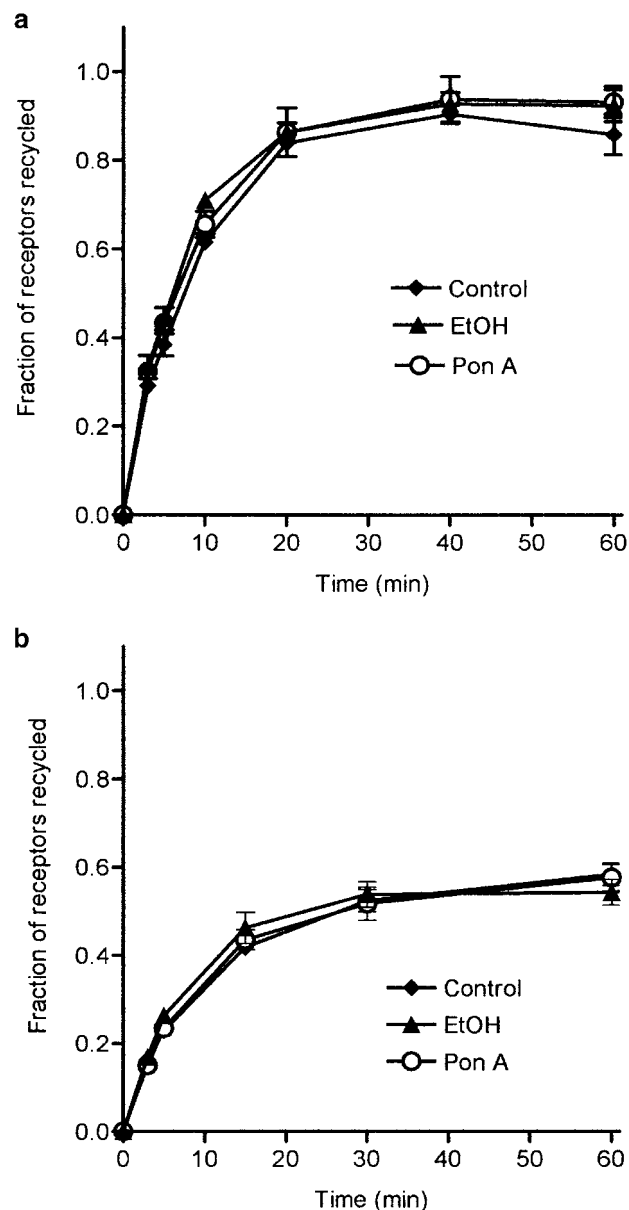 a
1.0
0.8
0.6
0.4
0.2
0.0
Fraction of receptors recycled
Control
EtOH
Pon A
0 10 20 30 40 50 60
Time (min)
b
1.0
0.8
0.6
0.4
0.2
0.0
Fraction of receptors recycled
Control
EtOH
Pon A
0 10 20 30 40 50 60
Time (min)